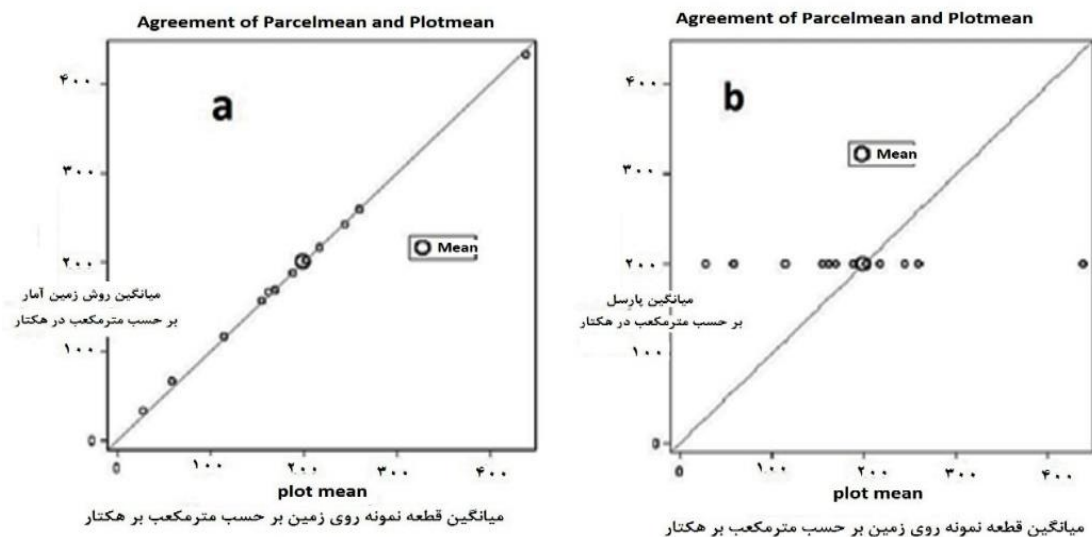 Agreement of Parcelmean and Plotmean
a
۴۰۰
۳۰۰
۲۰۰
۱۰۰
۰
Mean
میانگین روش زمین آمار
بر حسب مترمکعب در هکتار
۰ ۱۰۰ ۲۰۰ ۳۰۰ ۴۰۰
plot mean
میانگین قطعه نمونه روی زمین بر حسب مترمکعب بر هکتار
Agreement of Parcelmean and Plotmean
b
۴۰۰
۳۰۰
۲۰۰
۱۰۰
۰
Mean
میانگین پارسل
بر حسب مترمکعب در هکتار
۰ ۱۰۰ ۲۰۰ ۳۰۰ ۴۰۰
plot mean
میانگین قطعه نمونه روی زمین بر حسب مترمکعب بر هکتار